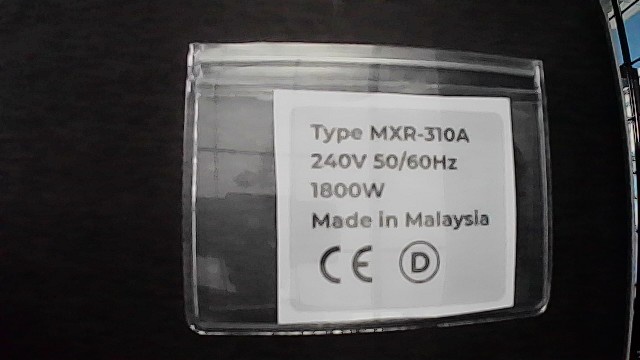 Type MXR-310A
240V 50/60Hz
1800W
Made in Malaysia
CE D